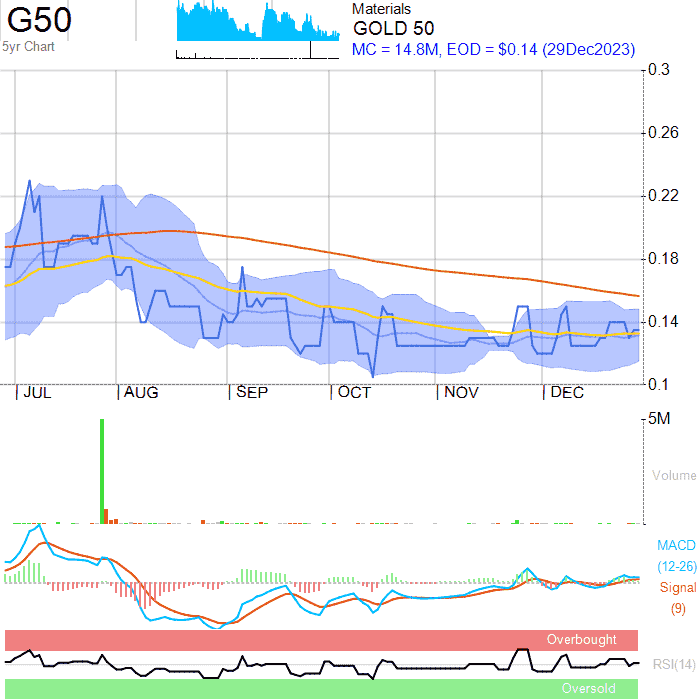 G50
5yr Chart
Materials
GOLD 50
MC = 14.8M, EOD = $0.14 (29Dec2023)
0.3
0.26
0.22
0.18
0.14
0.1
JUL AUG SEP OCT NOV DEC
5M
Volume
MACD
(12-26)
Signal
(9)
Overbought
RSI(14)
Oversold